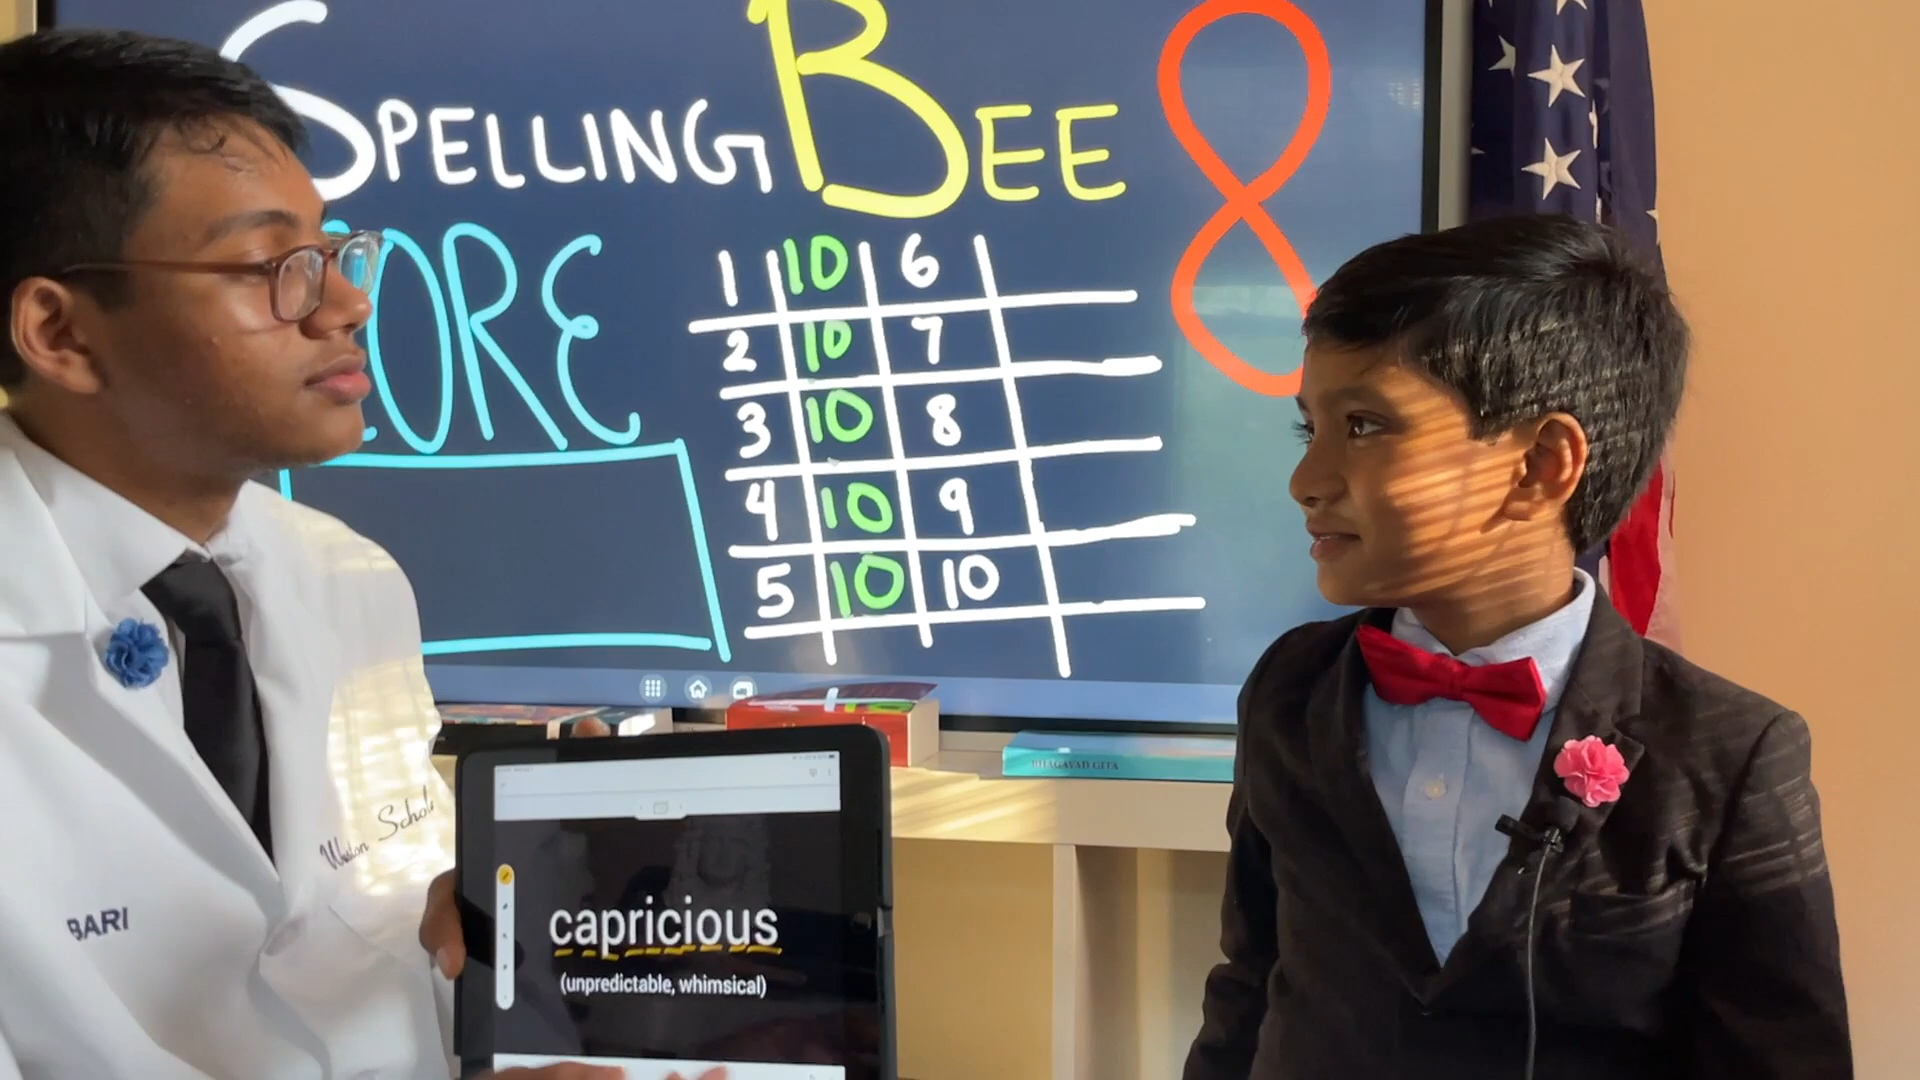 SPELLING BEE 8
ORE
1 10 6
2 10 7
3 10 8
4 10 9
5 10 10
BHAGAVAD GITA
capricious
(unpredictable, whimsical)
BARI